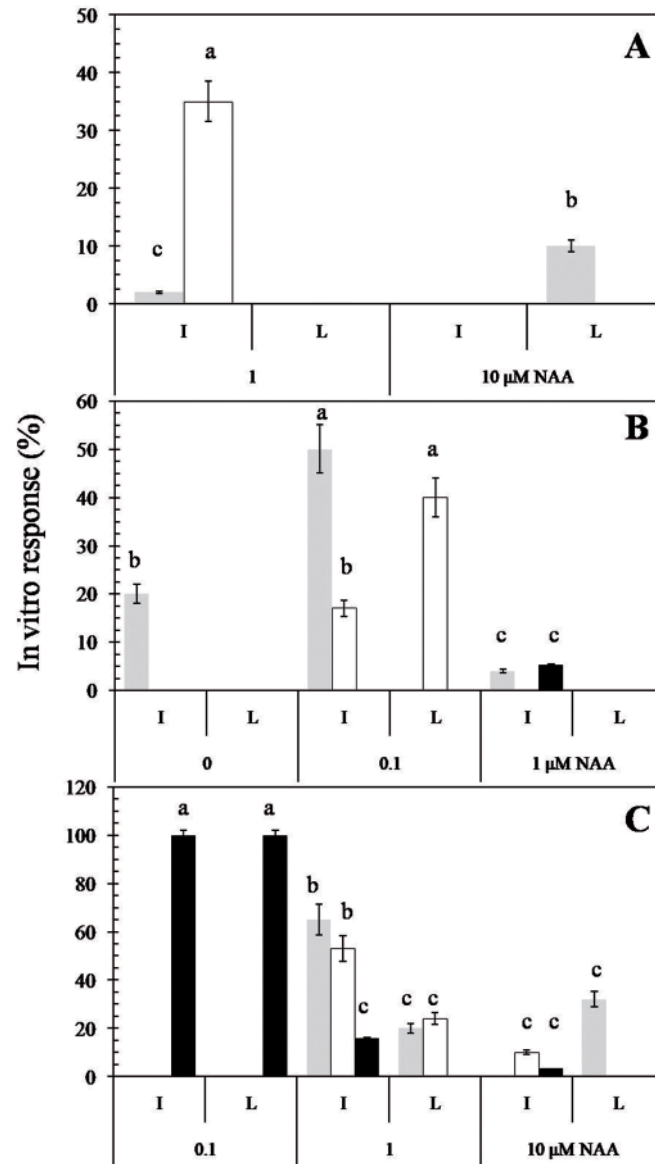 In vitro response (%)
A
50
40
30
20
10
0
c
a
b
I L I L
1 10 µM NAA
B
60
50
40
30
20
10
0
b
a
b
a
c c
I L I L I L
0 0.1 1 µM NAA
C
120
100
80
60
40
20
0
a a
b b
c c c
c c c
I L I L I L
0.1 1 10 µM NAA